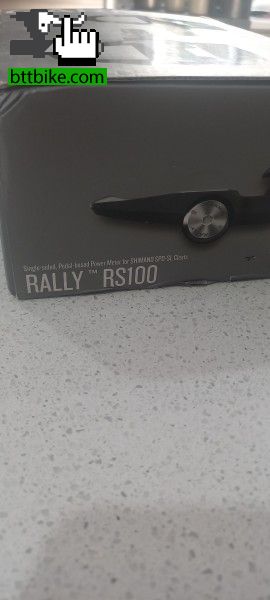 bttbike.com
Single-sided, Pedal-based Power Meter for SHIMANO SPD-SL Cleats
RALLY™ RS100